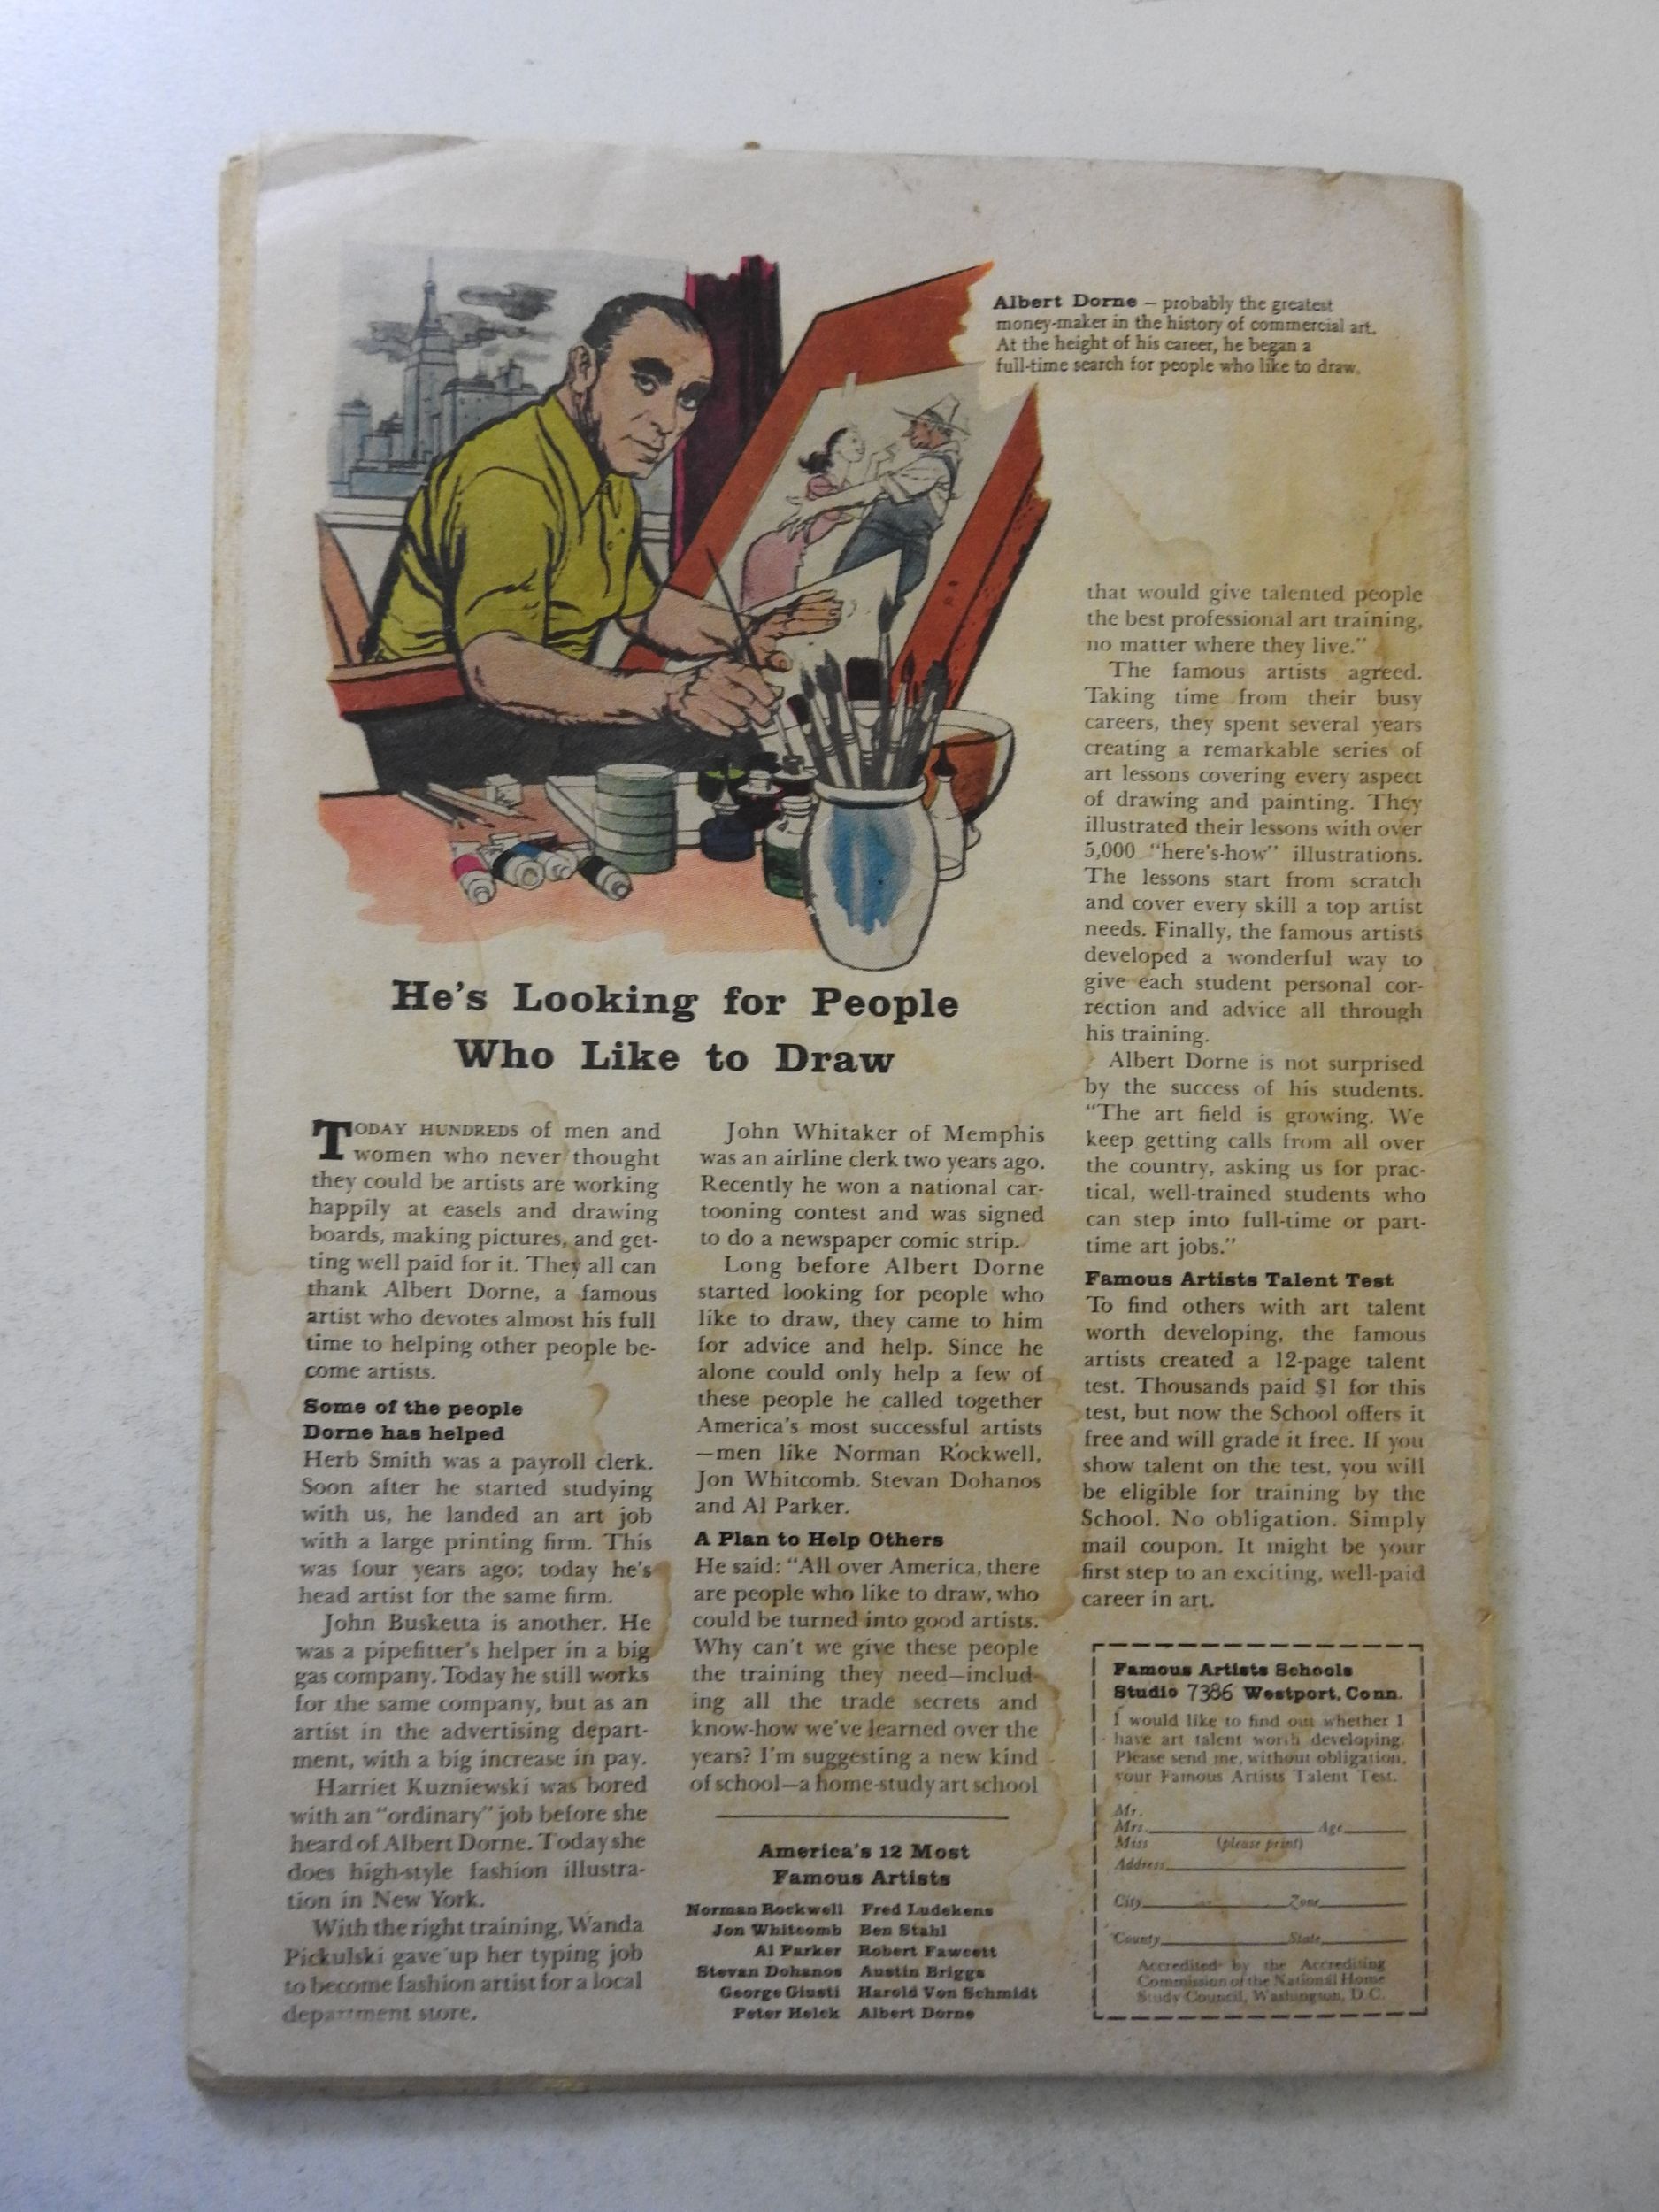 Albert Dorne – probably the greatest
money-maker in the history of commercial art.
At the height of his career, he began a
full-time search for people who like to draw.
He's Looking for People
Who Like to Draw
TODAY HUNDREDS of men and
women who never thought
they could be artists are working
happily at easels and drawing
boards, making pictures, and get-
ting well paid for it. They all can
thank Albert Dorne, a famous
artist who devotes almost his full
time to helping other people be-
come artists.
Some of the people
Dorne has helped
Herb Smith was a payroll clerk.
Soon after he started studying
with us, he landed an art job
with a large printing firm. This
was four years ago; today he's
head artist for the same firm.
John Busketta is another. He
was a pipefitter's helper in a big
gas company. Today he still works
for the same company, but as an
artist in the advertising depart-
ment, with a big increase in pay.
Harriet Kuzniewski was bored
with an "ordinary" job before she
heard of Albert Dorne. Today she
does high-style fashion illustra-
tion in New York.
With the right training, Wanda
Pickulski gave up her typing job
to become fashion artist for a local
department store.
John Whitaker of Memphis
was an airline clerk two years ago.
Recently he won a national car-
tooning contest and was signed
to do a newspaper comic strip.
Long before Albert Dorne
started looking for people who
like to draw, they came to him
for advice and help. Since he
alone could only help a few of
these people he called together
America's most successful artists
—men like Norman Rockwell,
Jon Whitcomb. Stevan Dohanos
and Al Parker.
A Plan to Help Others
He said: "All over America, there
are people who like to draw, who
could be turned into good artists.
Why can't we give these people
the training they need—includ-
ing all the trade secrets and
know-how we've learned over the
years? I'm suggesting a new kind
of school—a home-study art school
America's 12 Most
Famous Artists
Norman Rockwell Fred Ludekens
Jon Whitcomb Ben Stahl
Al Parker Robert Fawcett
Stevan Dohanos Austin Briggs
George Giusti Harold Von Schmidt
Peter Helck Albert Dorne
that would give talented people
the best professional art training,
no matter where they live."
The famous artists agreed.
Taking time from their busy
careers, they spent several years
creating a remarkable series of
art lessons covering every aspect
of drawing and painting. They
illustrated their lessons with over
5,000 "here's-how" illustrations.
The lessons start from scratch
and cover every skill a top artist
needs. Finally, the famous artists
developed a wonderful way to
give each student personal cor-
rection and advice all through
his training.
Albert Dorne is not surprised
by the success of his students.
"The art field is growing. We
keep getting calls from all over
the country, asking us for prac-
tical, well-trained students who
can step into full-time or part-
time art jobs."
Famous Artists Talent Test
To find others with art talent
worth developing, the famous
artists created a 12-page talent
test. Thousands paid $1 for this
test, but now the School offers it
free and will grade it free. If you
show talent on the test, you will
be eligible for training by the
School. No obligation. Simply
mail coupon. It might be your
first step to an exciting, well-paid
career in art.
Famous Artists Schools
Studio 7386 Westport, Conn.
I would like to find out whether I
have art talent worth developing.
Please send me, without obligation,
your Famous Artists Talent Test.
Mr.
Mrs. Age
Miss (please print)
Address
City Zone
County State
Accredited by the Accrediting
Commission of the National Home
Study Council, Washington, D.C.